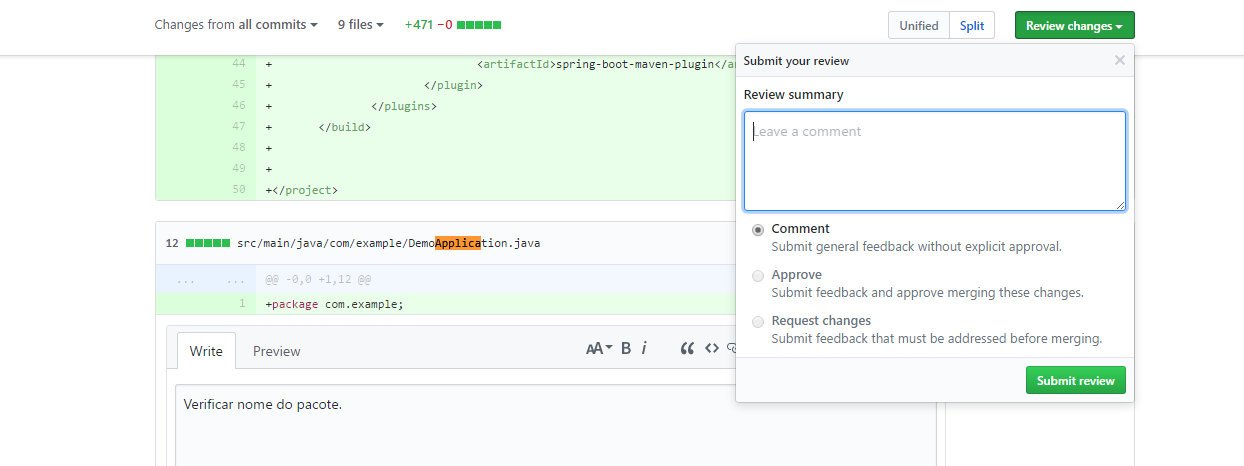 Changes from all commits 9 files +471 −0 Unified Split Review changes
44 + <artifactId>spring-boot-maven-plugin</
45 + </plugin>
46 + </plugins>
47 + </build>
48 +
49 +
50 +</project>
12 src/main/java/com/example/DemoApplication.java
... ... @@ -0,0 +1,12 @@
1 +package com.example;
Write Preview AA B i “ <>
Verificar nome do pacote.
Submit your review ×
Review summary
Leave a comment
Comment
Submit general feedback without explicit approval.
Approve
Submit feedback and approve merging these changes.
Request changes
Submit feedback that must be addressed before merging.
Submit review